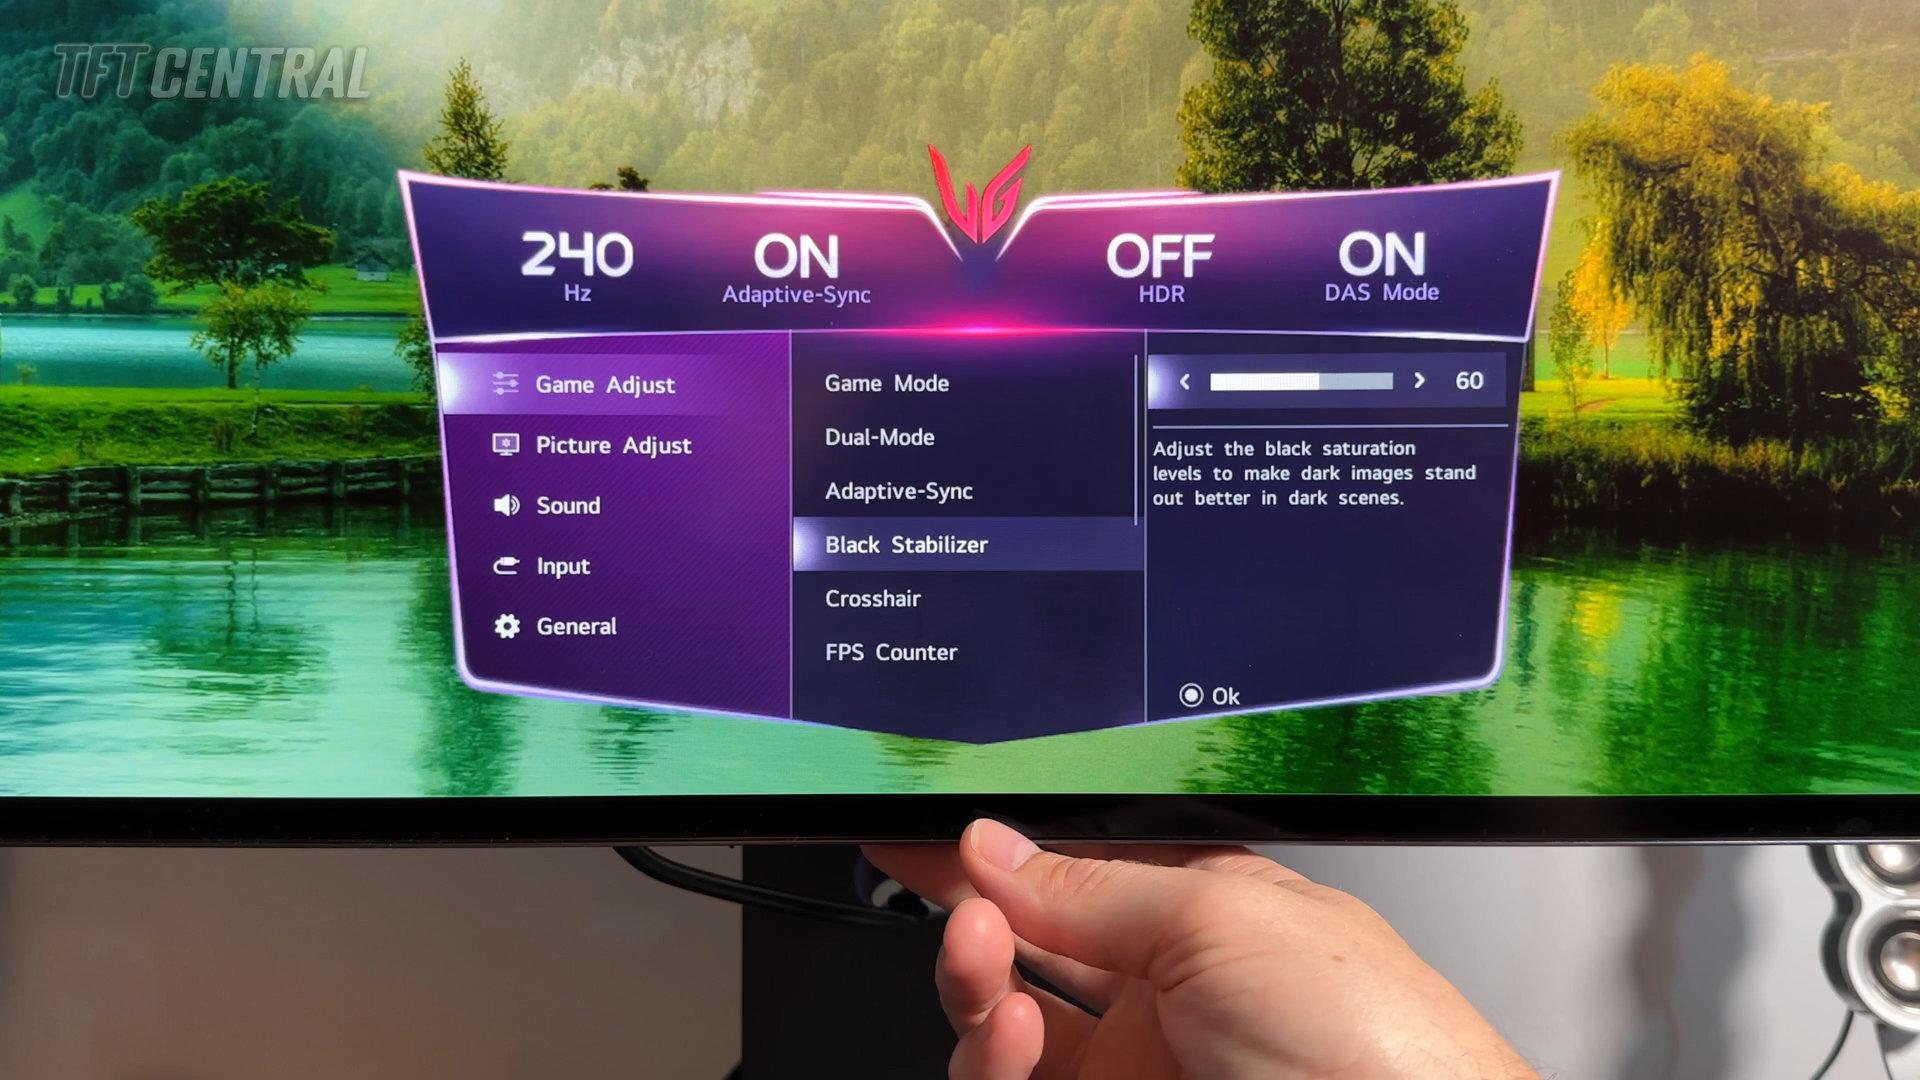 TFTCENTRAL
UG
240
Hz
ON
Adaptive-Sync
OFF
HDR
ON
DAS Mode
Game Adjust
Picture Adjust
Sound
Input
General
Game Mode
Dual-Mode
Adaptive-Sync
Black Stabilizer
Crosshair
FPS Counter
60
Adjust the black saturation
levels to make dark images stand
out better in dark scenes.
Ok